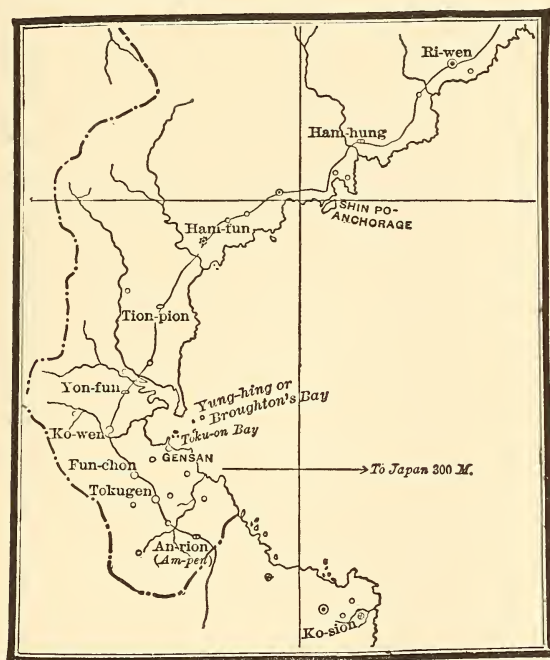 Ri-wen
Ham-hung
SHIN PO-
ANCHORAGE
Ham-fun
Tion-pion
Yon-fun
Yung-hing or
Broughton's Bay
Toku-on Bay
Ko-wen
GENSAN
Fun-chon
To Japan 300 M.
Tokugen
An-rion
(Am-pen)
Ko-sion